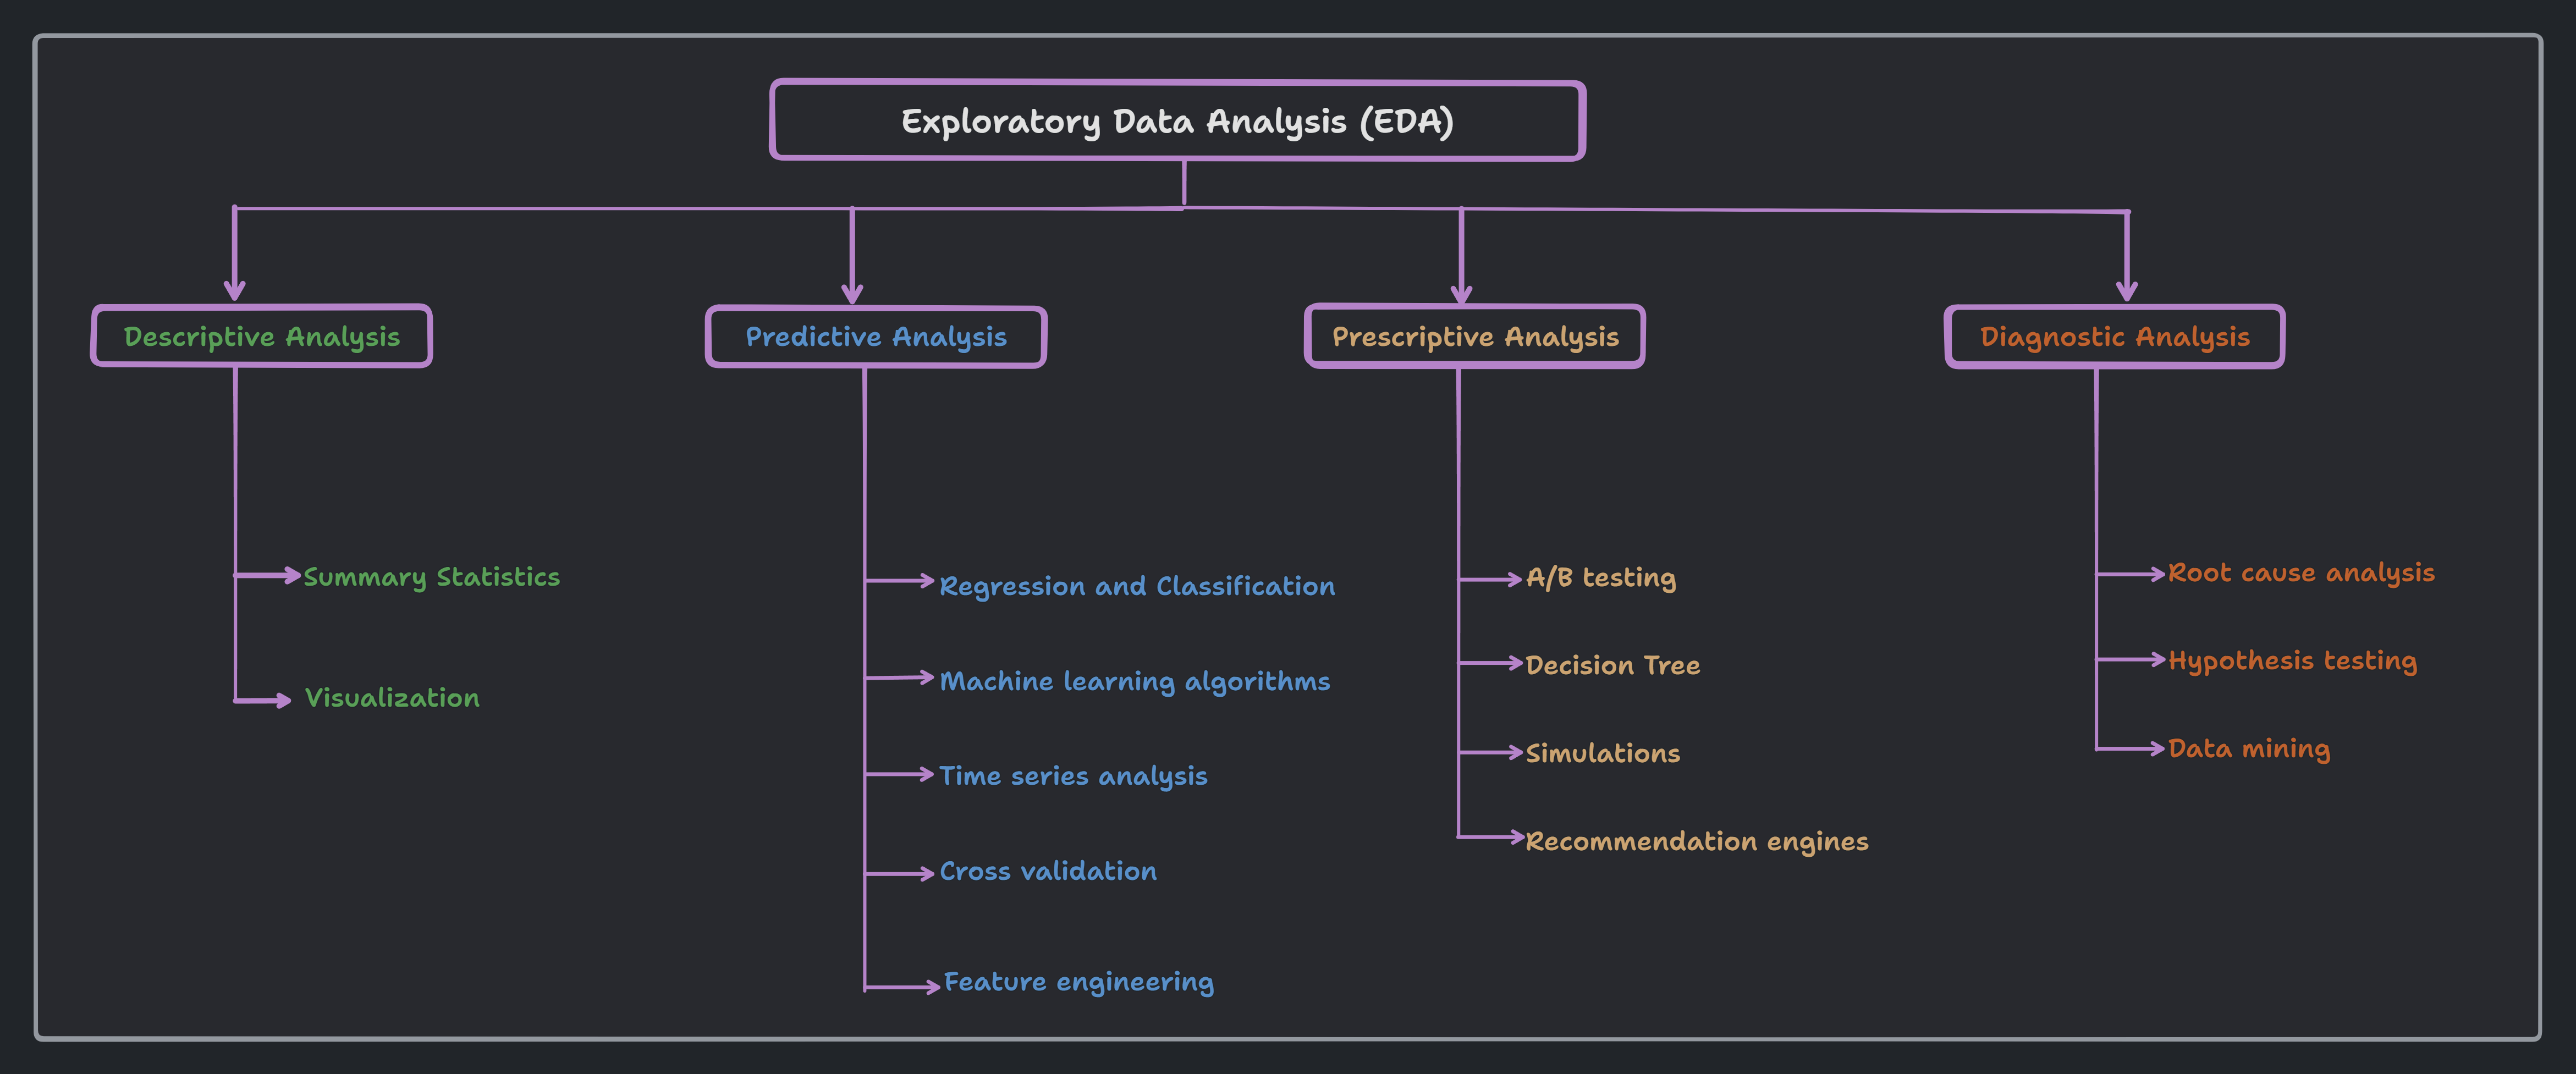 Exploratory Data Analysis (EDA)
Descriptive Analysis
Predictive Analysis
Prescriptive Analysis
Diagnostic Analysis
Summary Statistics
Visualization
Regression and Classification
Machine learning algorithms
Time series analysis
Cross validation
Feature engineering
A/B testing
Decision Tree
Simulations
Recommendation engines
Root cause analysis
Hypothesis testing
Data mining